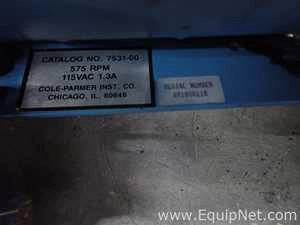 CATALOG NO. 7531-00
575 RPM
115VAC 1.3A
COLE-PARMER INST. CO.
CHICAGO, IL. 60648
SERIAL NUMBER
www.EquipNet.com